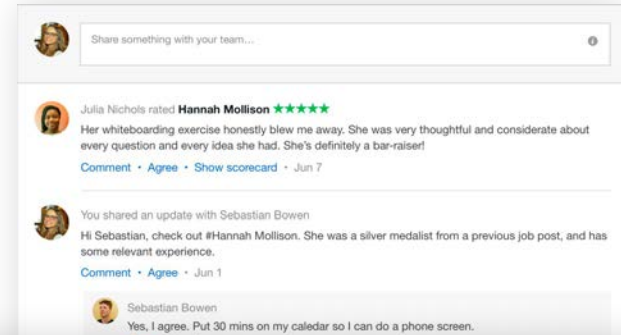 Share something with your team...
Julia Nichols rated Hannah Mollison ★★★★★
Her whiteboarding exercise honestly blew me away. She was very thoughtful and considerate about
every question and every idea she had. She's definitely a bar-raiser!
Comment • Agree • Show scorecard • Jun 7
You shared an update with Sebastian Bowen
Hi Sebastian, check out #Hannah Mollison. She was a silver medalist from a previous job post, and has
some relevant experience.
Comment • Agree • Jun 1
Sebastian Bowen
Yes, I agree. Put 30 mins on my caledar so I can do a phone screen.